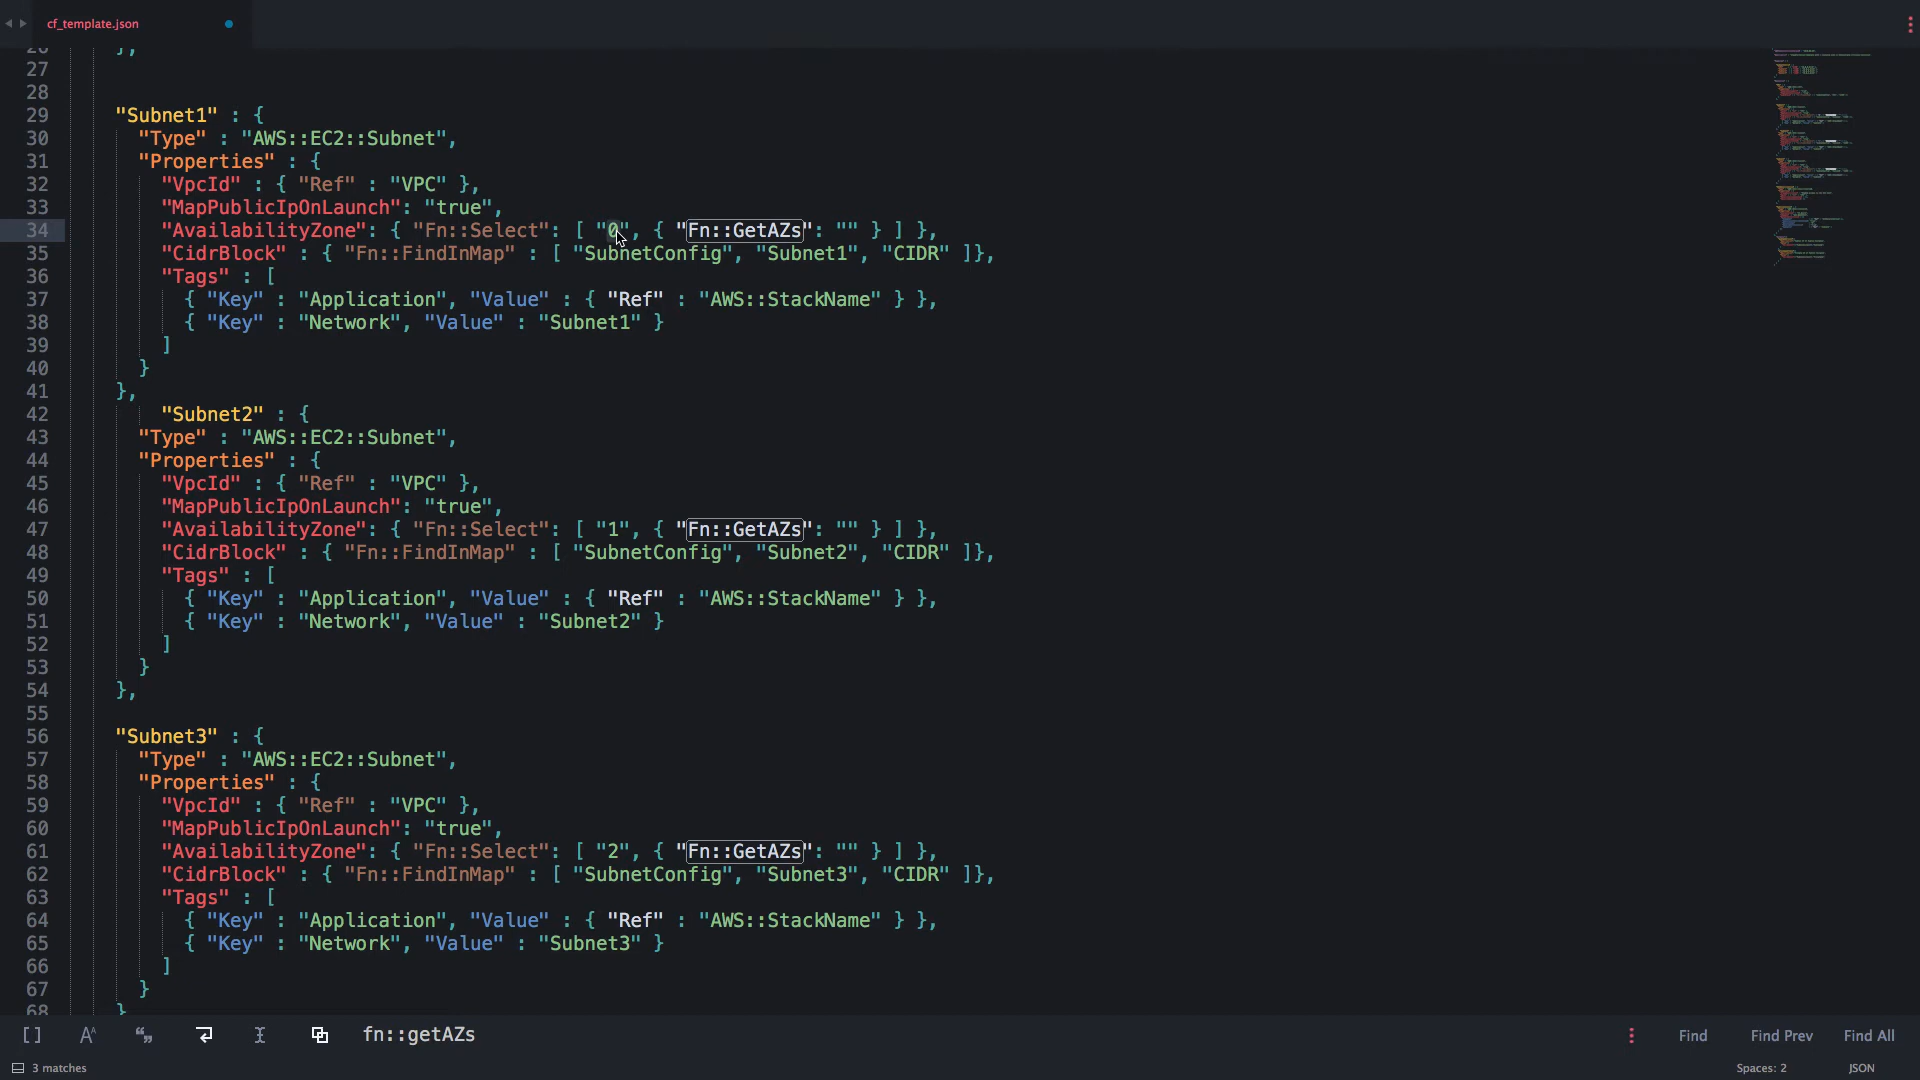 cf_template.json
26 },
27
28
29 "Subnet1" : {
30 "Type" : "AWS::EC2::Subnet",
31 "Properties" : {
32 "VpcId" : { "Ref" : "VPC" },
33 "MapPublicIpOnLaunch": "true",
34 "AvailabilityZone": { "Fn::Select": [ "0", { "Fn::GetAZs": "" } ] },
35 "CidrBlock" : { "Fn::FindInMap" : [ "SubnetConfig", "Subnet1", "CIDR" ]},
36 "Tags" : [
37 { "Key" : "Application", "Value" : { "Ref" : "AWS::StackName" } },
38 { "Key" : "Network", "Value" : "Subnet1" }
39 ]
40 }
41 },
42 "Subnet2" : {
43 "Type" : "AWS::EC2::Subnet",
44 "Properties" : {
45 "VpcId" : { "Ref" : "VPC" },
46 "MapPublicIpOnLaunch": "true",
47 "AvailabilityZone": { "Fn::Select": [ "1", { "Fn::GetAZs": "" } ] },
48 "CidrBlock" : { "Fn::FindInMap" : [ "SubnetConfig", "Subnet2", "CIDR" ]},
49 "Tags" : [
50 { "Key" : "Application", "Value" : { "Ref" : "AWS::StackName" } },
51 { "Key" : "Network", "Value" : "Subnet2" }
52 ]
53 }
54 },
55
56 "Subnet3" : {
57 "Type" : "AWS::EC2::Subnet",
58 "Properties" : {
59 "VpcId" : { "Ref" : "VPC" },
60 "MapPublicIpOnLaunch": "true",
61 "AvailabilityZone": { "Fn::Select": [ "2", { "Fn::GetAZs": "" } ] },
62 "CidrBlock" : { "Fn::FindInMap" : [ "SubnetConfig", "Subnet3", "CIDR" ]},
63 "Tags" : [
64 { "Key" : "Application", "Value" : { "Ref" : "AWS::StackName" } },
65 { "Key" : "Network", "Value" : "Subnet3" }
66 ]
67 }
68 }
fn::getAZs Find Find Prev Find All
3 matches Spaces: 2 JSON